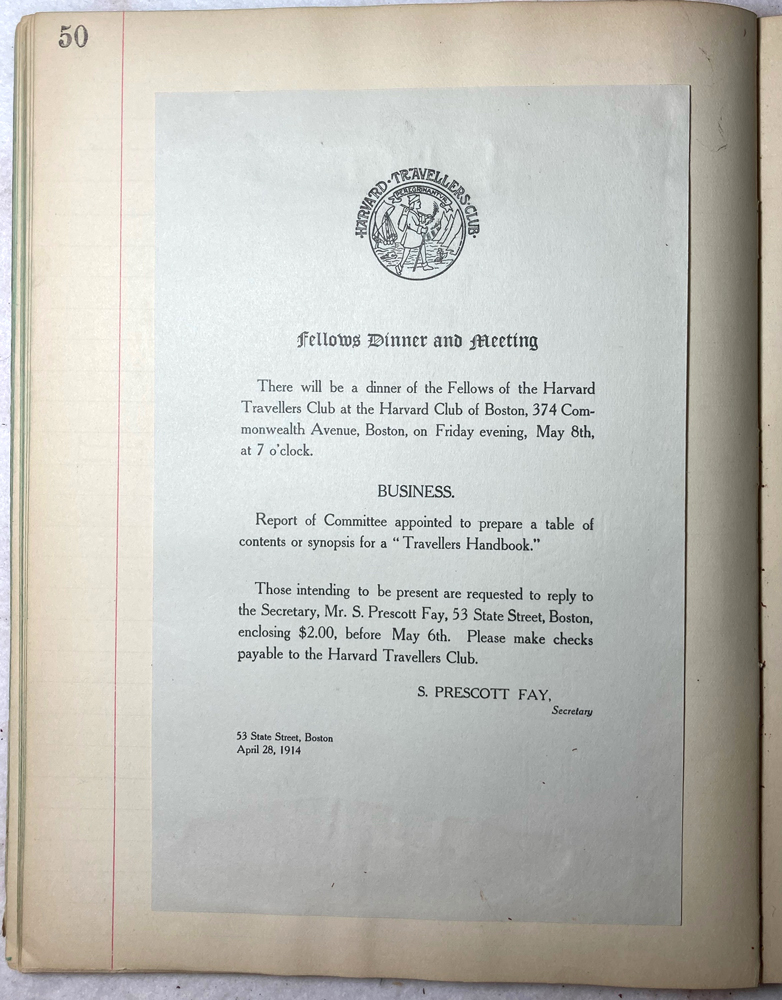 50
HARVARD·TRAVELLERS·CLUB·
PEREGRINAMTUR
Fellows Dinner and Meeting
There will be a dinner of the Fellows of the Harvard
Travellers Club at the Harvard Club of Boston, 374 Com-
monwealth Avenue, Boston, on Friday evening, May 8th,
at 7 o'clock.
BUSINESS.
Report of Committee appointed to prepare a table of
contents or synopsis for a "Travellers Handbook."
Those intending to be present are requested to reply to
the Secretary, Mr. S. Prescott Fay, 53 State Street, Boston,
enclosing $2.00, before May 6th. Please make checks
payable to the Harvard Travellers Club.
S. PRESCOTT FAY,
Secretary
53 State Street, Boston
April 28, 1914